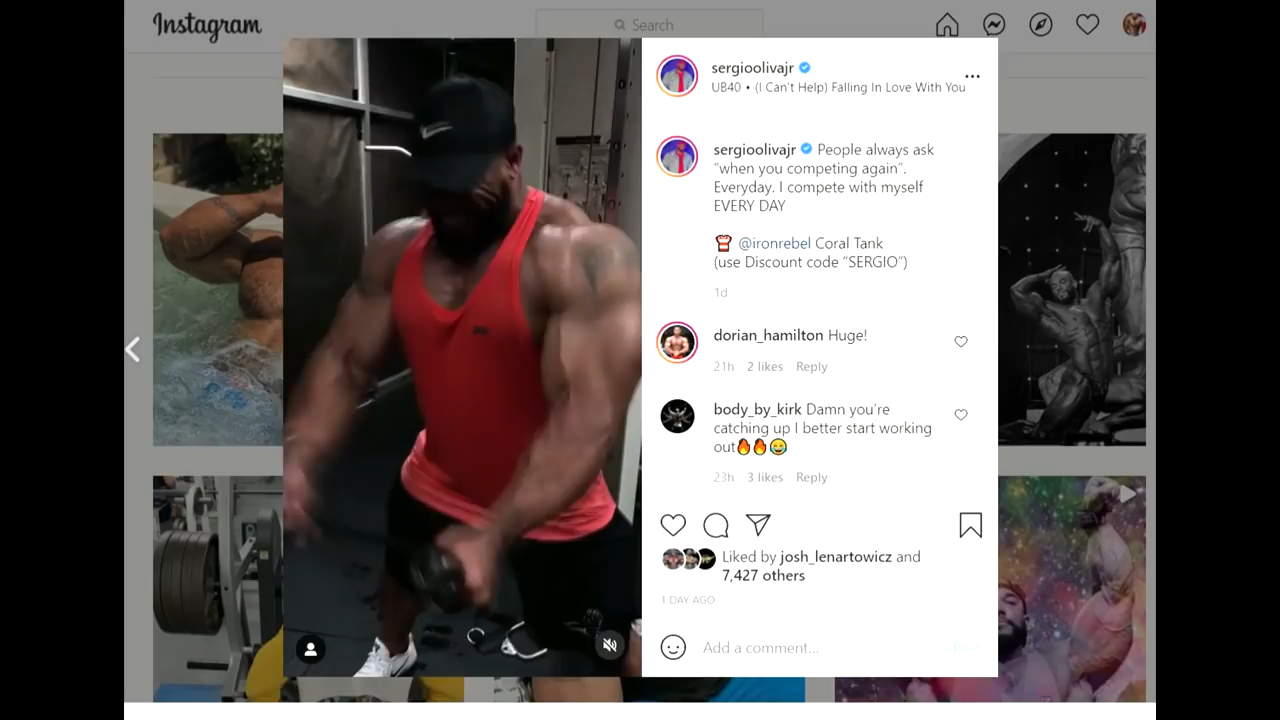 Instagram
Search
sergioolivajr
UB40 • (I Can't Help) Falling In Love With You
sergioolivajr People always ask
“when you competing again”.
Everyday. I compete with myself
EVERY DAY
@ironrebel Coral Tank
(use Discount code “SERGIO”)
1d
dorian_hamilton Huge!
21h 2 likes Reply
body_by_kirk Damn you're
catching up I better start working
out🔥🔥😂
23h 3 likes Reply
Liked by josh_lenartowicz and
7,427 others
1 DAY AGO
Add a comment...
Post